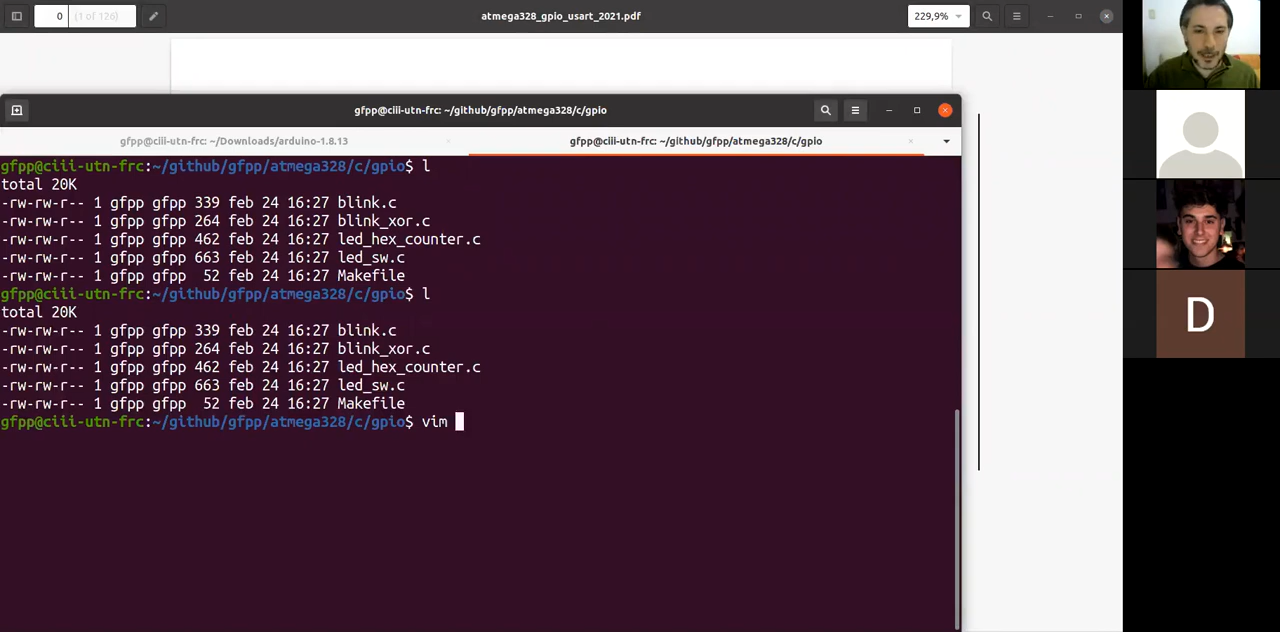 0 (1 of 126) atmega328_gpio_usart_2021.pdf 229,9%
gfpp@ciii-utn-frc: ~/github/gfpp/atmega328/c/gpio
gfpp@ciii-utn-frc: ~/Downloads/arduino-1.8.13 gfpp@ciii-utn-frc: ~/github/gfpp/atmega328/c/gpio
gfpp@ciii-utn-frc:~/github/gfpp/atmega328/c/gpio$ l
total 20K
-rw-rw-r-- 1 gfpp gfpp 339 feb 24 16:27 blink.c
-rw-rw-r-- 1 gfpp gfpp 264 feb 24 16:27 blink_xor.c
-rw-rw-r-- 1 gfpp gfpp 462 feb 24 16:27 led_hex_counter.c
-rw-rw-r-- 1 gfpp gfpp 663 feb 24 16:27 led_sw.c
-rw-rw-r-- 1 gfpp gfpp  52 feb 24 16:27 Makefile
gfpp@ciii-utn-frc:~/github/gfpp/atmega328/c/gpio$ l
total 20K
-rw-rw-r-- 1 gfpp gfpp 339 feb 24 16:27 blink.c
-rw-rw-r-- 1 gfpp gfpp 264 feb 24 16:27 blink_xor.c
-rw-rw-r-- 1 gfpp gfpp 462 feb 24 16:27 led_hex_counter.c
-rw-rw-r-- 1 gfpp gfpp 663 feb 24 16:27 led_sw.c
-rw-rw-r-- 1 gfpp gfpp  52 feb 24 16:27 Makefile
gfpp@ciii-utn-frc:~/github/gfpp/atmega328/c/gpio$ vim
D